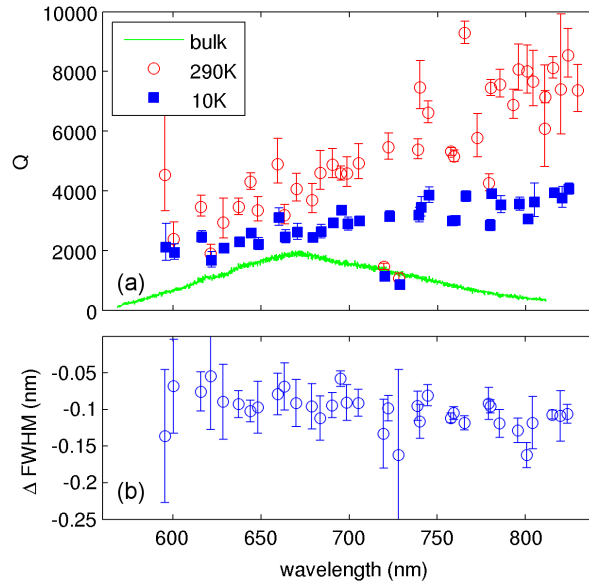 10000
8000
6000
4000
2000
0
Q
bulk
290K
10K
(a)
-0.05
-0.1
-0.15
-0.2
-0.25
Δ FWHM (nm)
(b)
600 650 700 750 800
wavelength (nm)